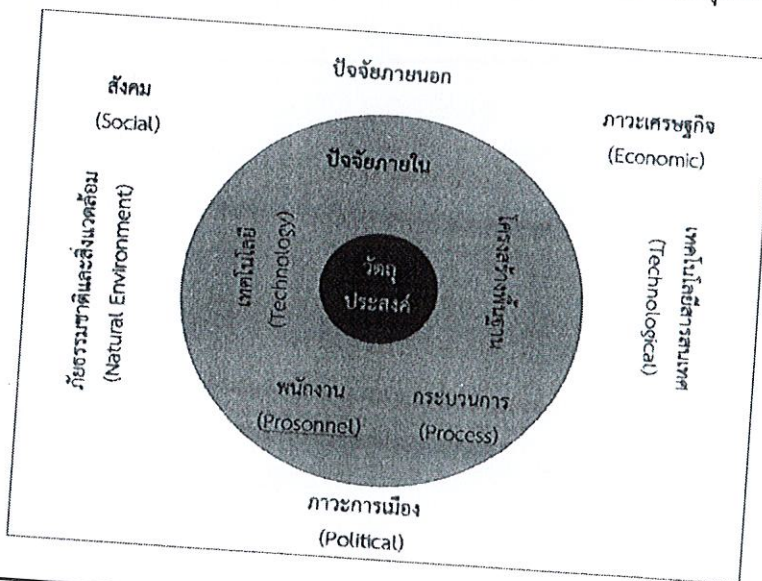 ปัจจัยภายนอก
สังคม
(Social)
ภาวะเศรษฐกิจ
(Economic)
ภัยธรรมชาติและสิ่งแวดล้อม
(Natural Environment)
ปัจจัยภายใน
เทคโนโลยี
(Technology)
วัตถุ
ประสงค์
โครงสร้างพื้นฐาน
เทคโนโลยีสารสนเทศ
(Technological)
พนักงาน
(Prosonnel)
กระบวนการ
(Process)
ภาวะการเมือง
(Political)